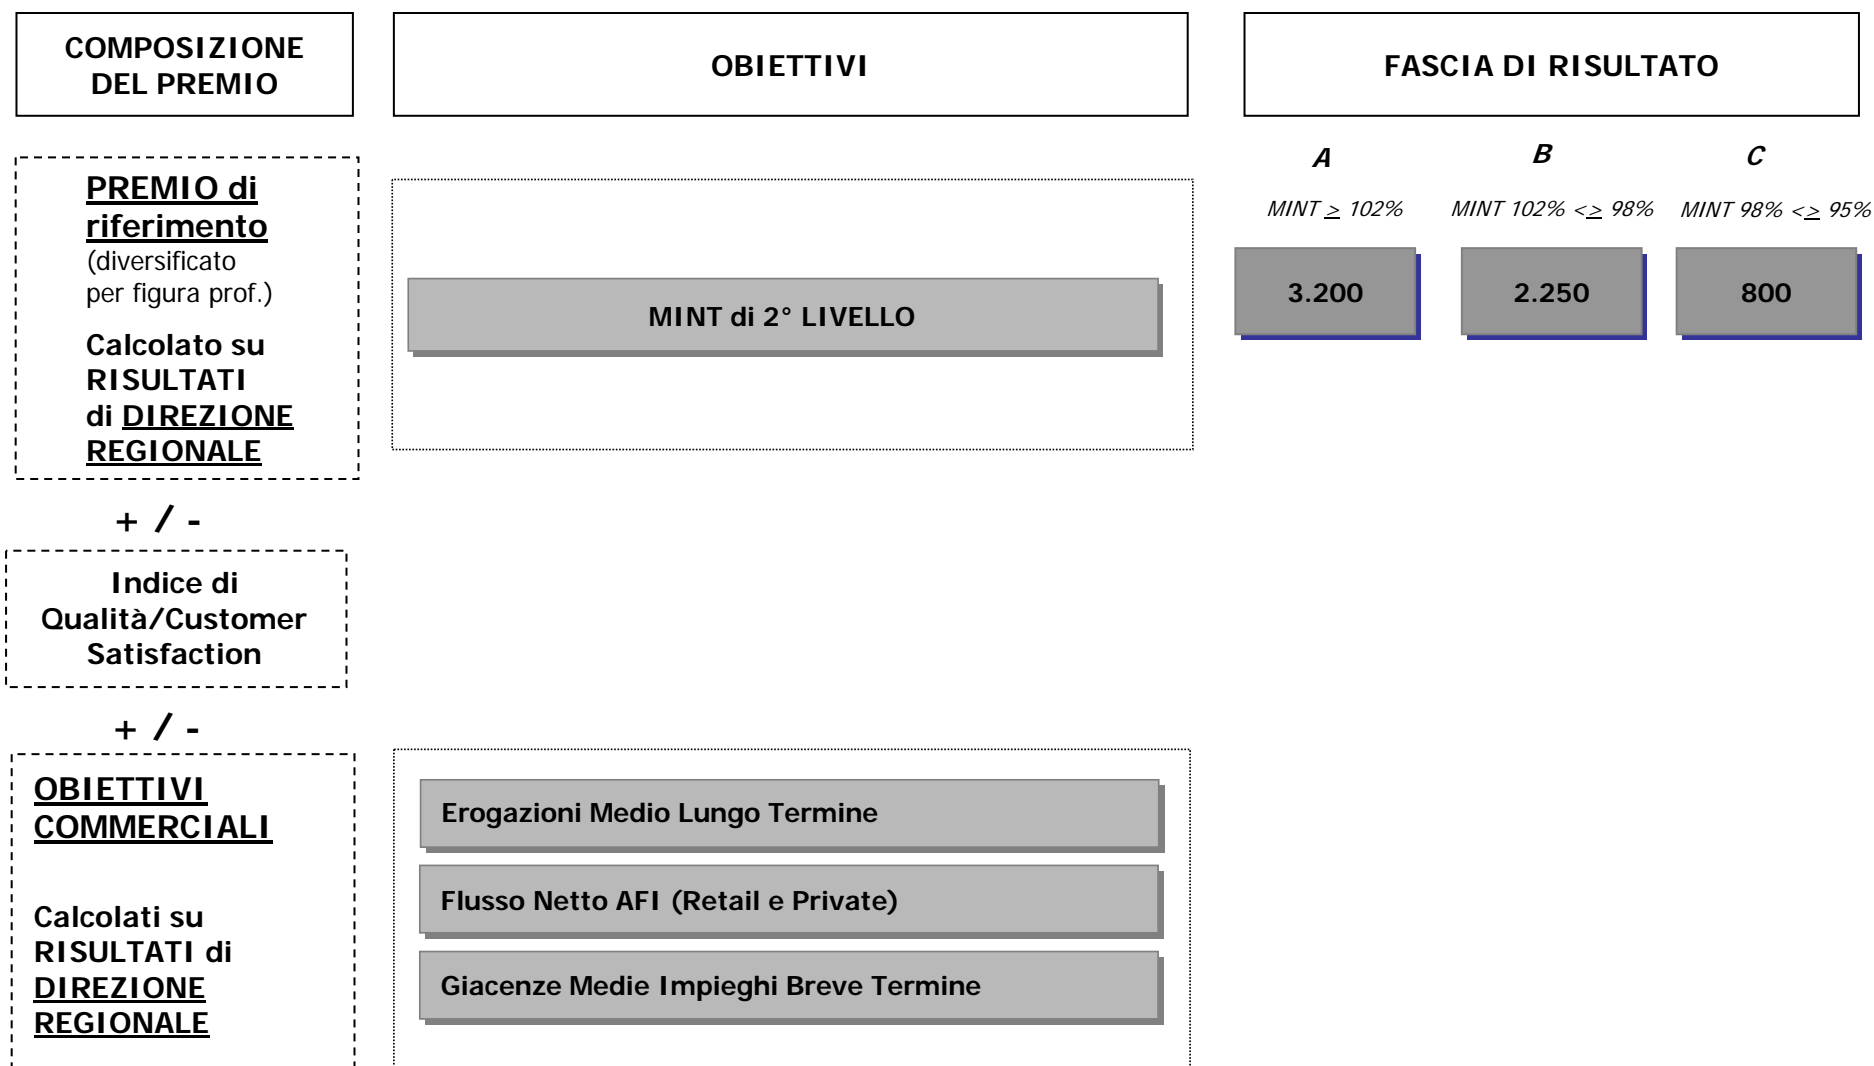 COMPOSIZIONE
DEL PREMIO
OBIETTIVI
FASCIA DI RISULTATO
PREMIO di
riferimento
(diversificato
per figura prof.)
Calcolato su
RISULTATI
di DIREZIONE
REGIONALE
MINT di 2° LIVELLO
A
B
C
MINT ≥ 102%
MINT 102% <≥ 98%
MINT 98% <≥ 95%
3.200
2.250
800
+ / -
Indice di
Qualità/Customer
Satisfaction
+ / -
OBIETTIVI
COMMERCIALI
Calcolati su
RISULTATI di
DIREZIONE
REGIONALE
Erogazioni Medio Lungo Termine
Flusso Netto AFI (Retail e Private)
Giacenze Medie Impieghi Breve Termine